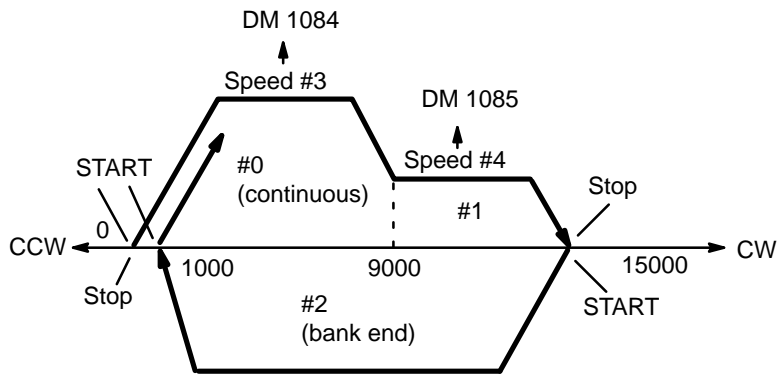 DM 1084
Speed #3
DM 1085
START
#0
(continuous)
Speed #4
Stop
#1
0
CCW
CW
1000
9000
15000
Stop
START
#2
(bank end)